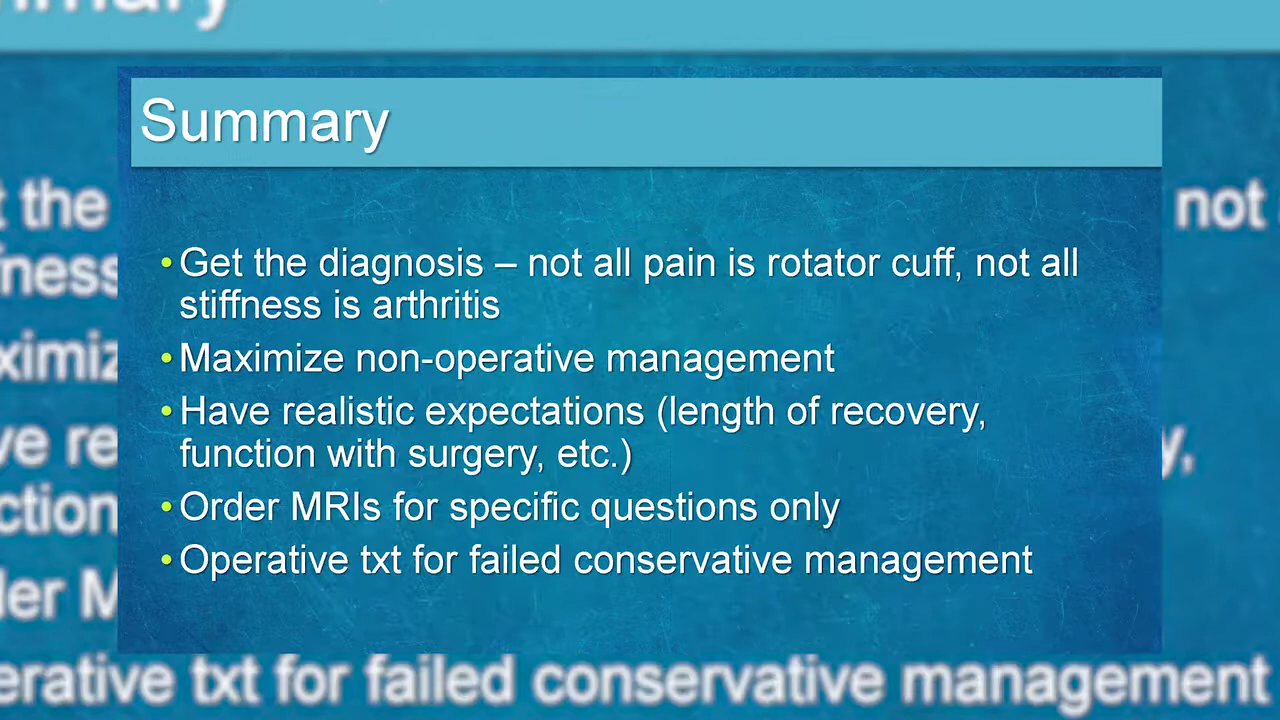 Summary
• Get the diagnosis – not all pain is rotator cuff, not all
stiffness is arthritis
• Maximize non-operative management
• Have realistic expectations (length of recovery,
function with surgery, etc.)
• Order MRIs for specific questions only
• Operative txt for failed conservative management